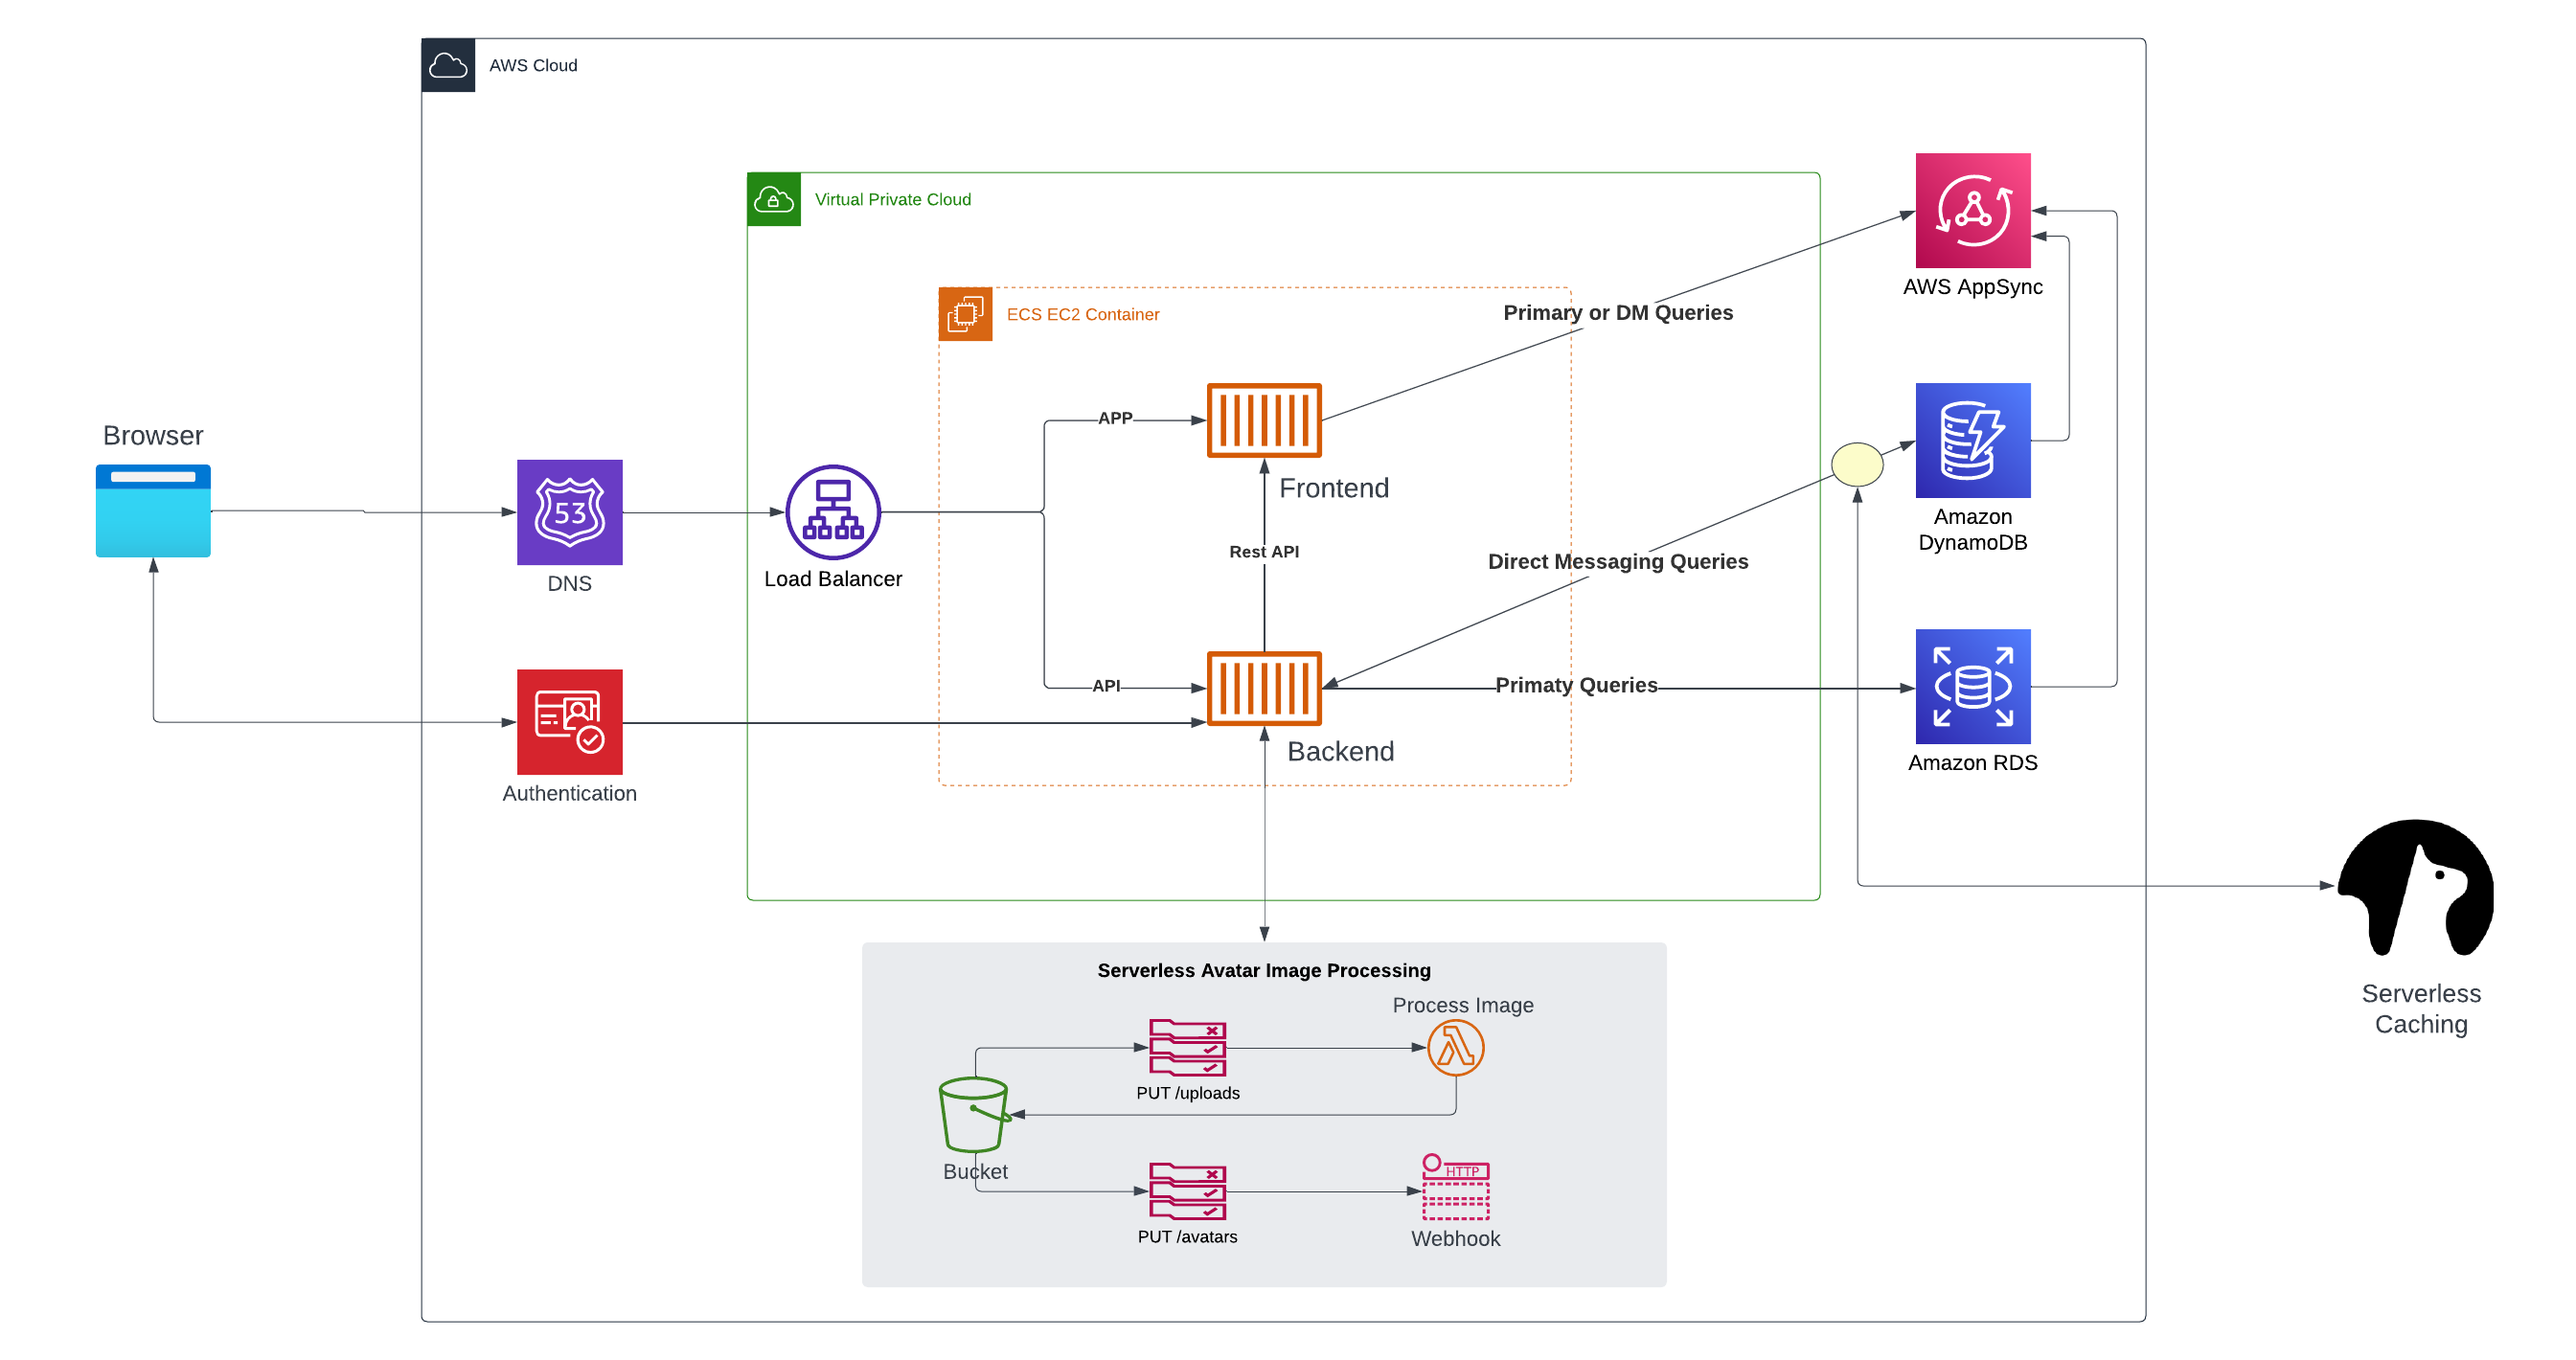 AWS Cloud
Virtual Private Cloud
AWS AppSync
ECS EC2 Container
Primary or DM Queries
APP
Browser
Frontend
53
DNS
Load Balancer
Rest API
Amazon
DynamoDB
Direct Messaging Queries
API
Primaty Queries
Backend
Amazon RDS
Authentication
Serverless Avatar Image Processing
Process Image
PUT /uploads
Bucket
HTTP
PUT /avatars
Webhook
Serverless
Caching